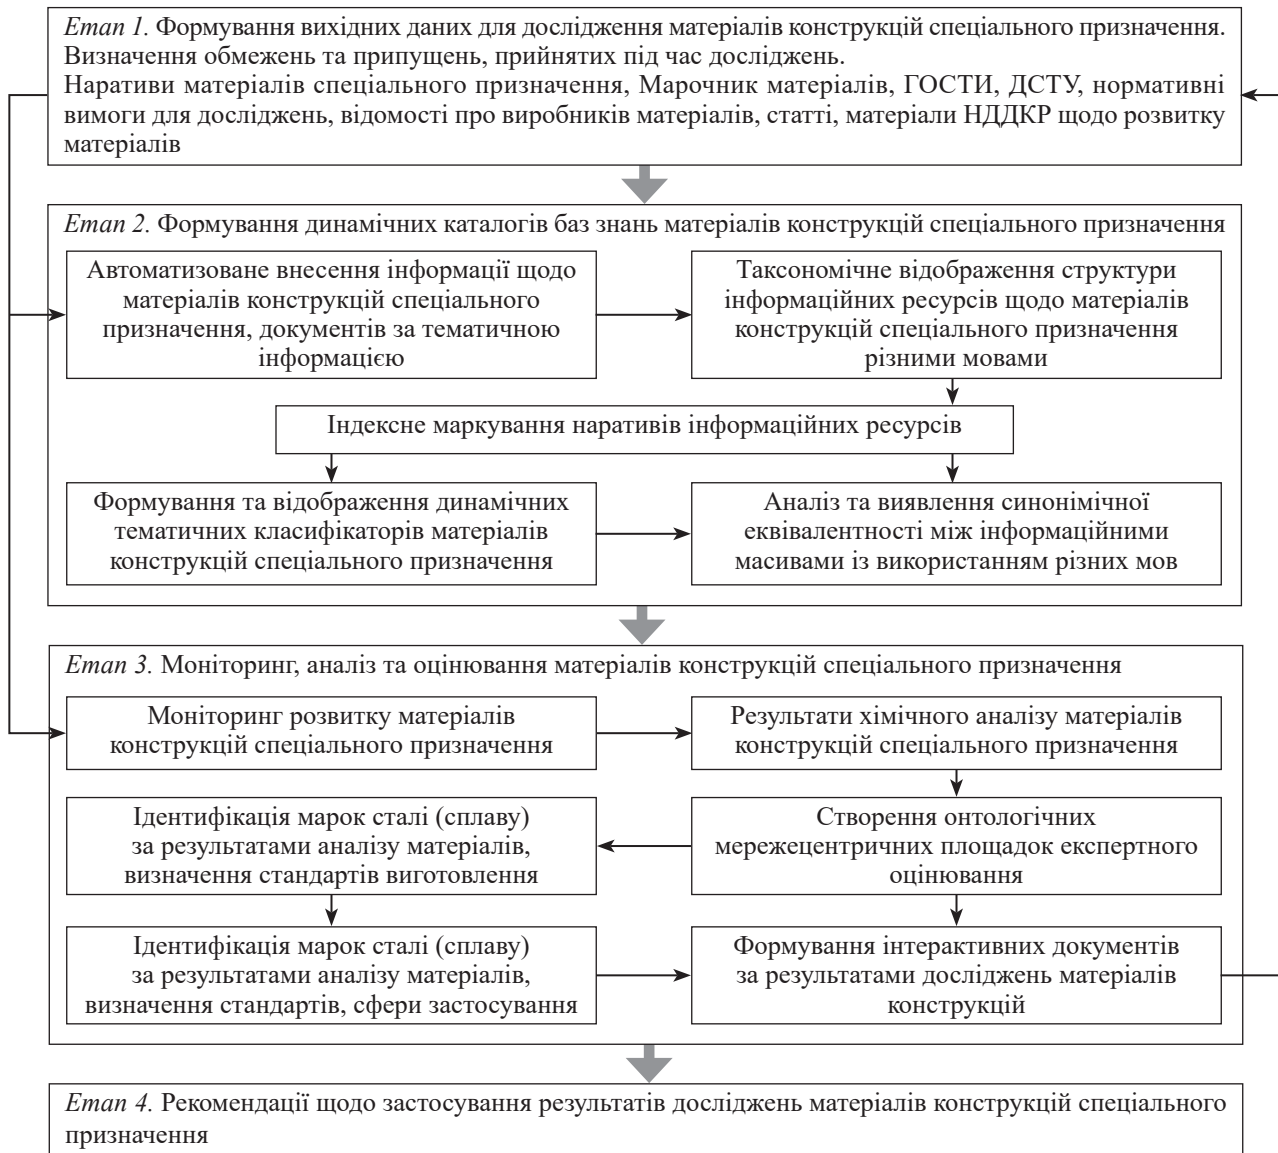 Етап 1. Формування вихідних даних для дослідження матеріалів конструкцій спеціального призначення.
Визначення обмежень та припущень, прийнятих під час досліджень.
Наративи матеріалів спеціального призначення, Марочник матеріалів, ГОСТИ, ДСТУ, нормативні
вимоги для досліджень, відомості про виробників матеріалів, статті, матеріали НДДКР щодо розвитку
матеріалів
Етап 2. Формування динамічних каталогів баз знань матеріалів конструкцій спеціального призначення
Автоматизоване внесення інформації щодо
матеріалів конструкцій спеціального
призначення, документів за тематичною
інформацією
Таксономічне відображення структури
інформаційних ресурсів щодо матеріалів
конструкцій спеціального призначення
різними мовами
Індексне маркування наративів інформаційних ресурсів
Формування та відображення динамічних
тематичних класифікаторів матеріалів
конструкцій спеціального призначення
Аналіз та виявлення синонімічної
еквівалентності між інформаційними
масивами із використанням різних мов
Етап 3. Моніторинг, аналіз та оцінювання матеріалів конструкцій спеціального призначення
Моніторинг розвитку матеріалів
конструкцій спеціального призначення
Результати хімічного аналізу матеріалів
конструкцій спеціального призначення
Ідентифікація марок сталі (сплаву)
за результатами аналізу матеріалів,
визначення стандартів виготовлення
Створення онтологічних
мережецентричних площадок експертного
оцінювання
Ідентифікація марок сталі (сплаву)
за результатами аналізу матеріалів,
визначення стандартів, сфери застосування
Формування інтерактивних документів
за результатами досліджень матеріалів
конструкцій
Етап 4. Рекомендації щодо застосування результатів досліджень матеріалів конструкцій спеціального
призначення